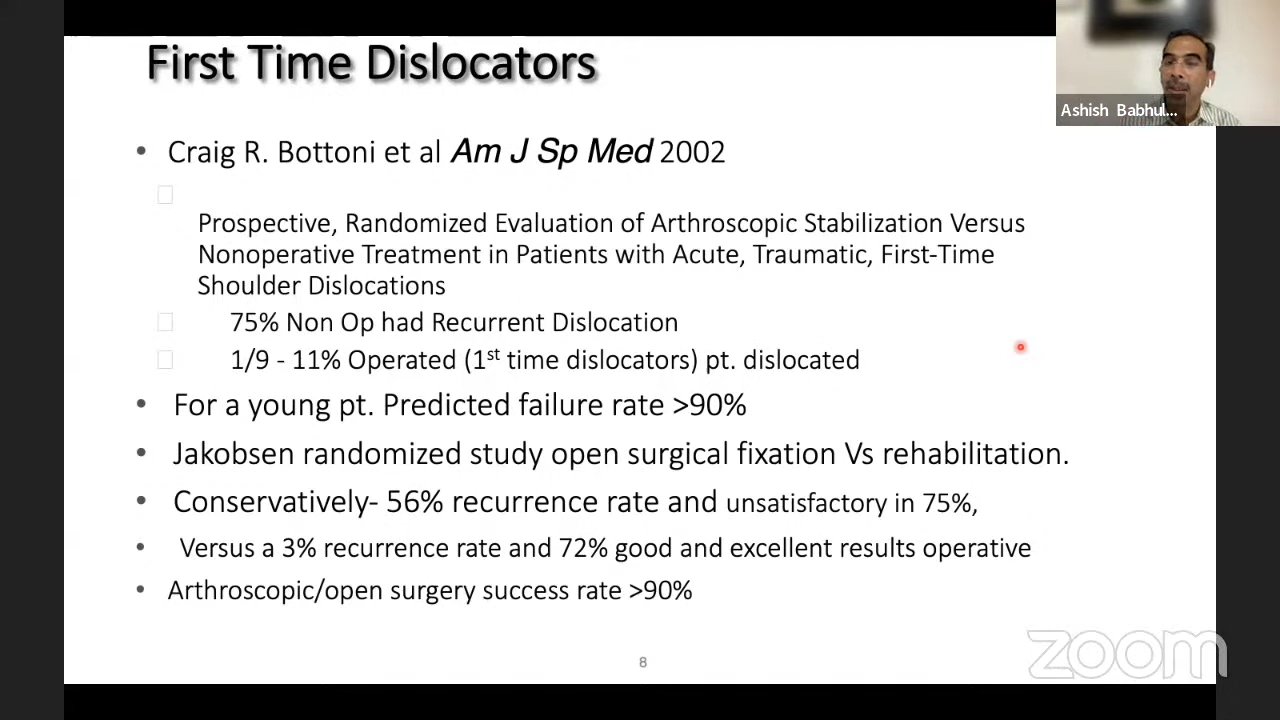 First Time Dislocators
Ashish Babhul...
• Craig R. Bottoni et al Am J Sp Med 2002
Prospective, Randomized Evaluation of Arthroscopic Stabilization Versus
Nonoperative Treatment in Patients with Acute, Traumatic, First-Time
Shoulder Dislocations
75% Non Op had Recurrent Dislocation
1/9 - 11% Operated (1st time dislocators) pt. dislocated
• For a young pt. Predicted failure rate >90%
• Jakobsen randomized study open surgical fixation Vs rehabilitation.
• Conservatively- 56% recurrence rate and unsatisfactory in 75%,
• Versus a 3% recurrence rate and 72% good and excellent results operative
• Arthroscopic/open surgery success rate >90%
8
zoom